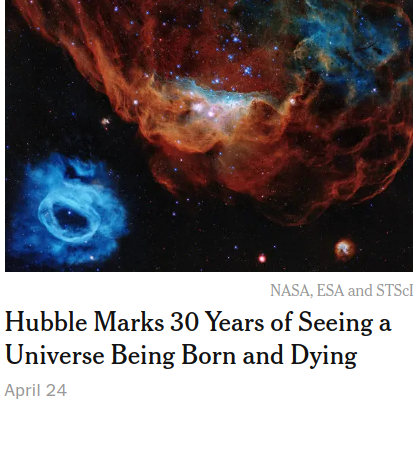 NASA, ESA and STScI
Hubble Marks 30 Years of Seeing a
Universe Being Born and Dying
April 24